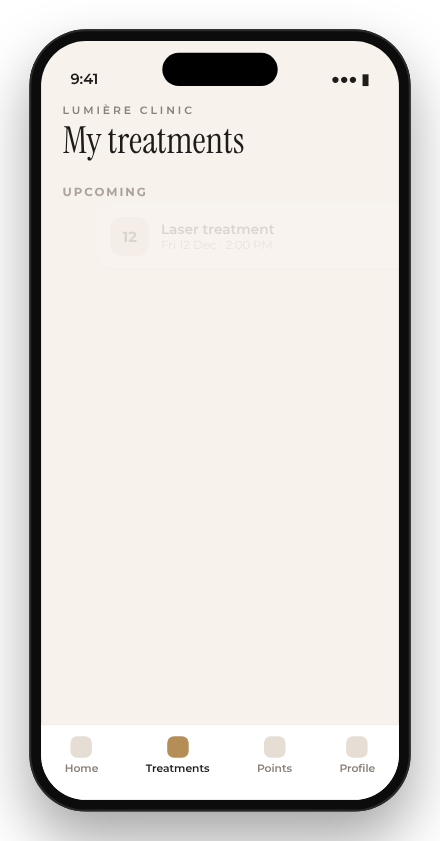 9:41
LUMIÈRE CLINIC
My treatments
UPCOMING
12
Laser treatment
Fri 12 Dec · 2:00 PM
Home
Treatments
Points
Profile